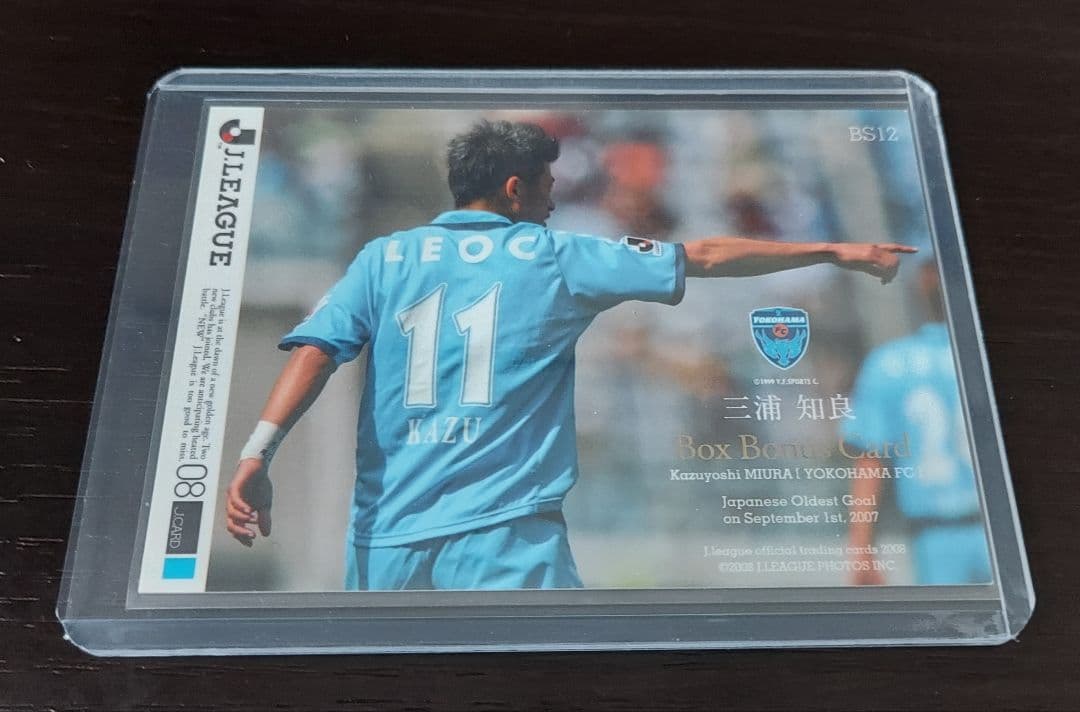 J.LEAGUE
J.League is at the dawn of a new golden age. Two
new clubs has joined. We are anticipating heated
battle. "NEW" J.League is too good to miss.
08
J.CARD
BS12
LEOC
11
KAZU
YOKOHAMA
FC
©1999 Y.F.SPORTS C.
三浦 知良
Box Bonus Card
Kazuyoshi MIURA [ YOKOHAMA FC ]
Japanese Oldest Goal
on September 1st, 2007
J.league official trading cards 2008
©2008 J.LEAGUE PHOTOS INC.
2